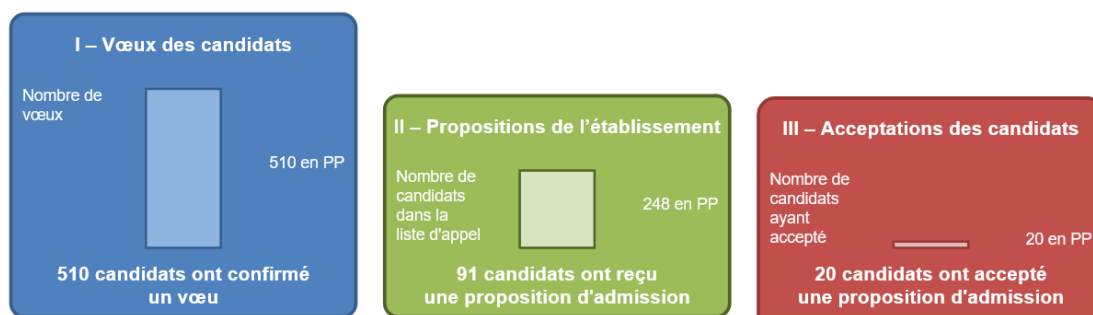 I – Vœux des candidats
Nombre de
vœux
510 en PP
510 candidats ont confirmé
un vœu
II – Propositions de l'établissement
Nombre de
candidats
dans la
liste d'appel
248 en PP
91 candidats ont reçu
une proposition d'admission
III – Acceptations des candidats
Nombre de
candidats
ayant
accepté
20 en PP
20 candidats ont accepté
une proposition d'admission